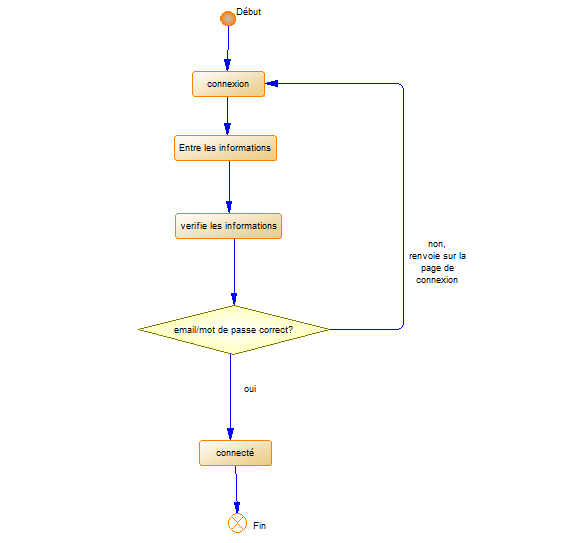 Début
connexion
Entre les informations
verifie les informations
non,
renvoie sur la
page de
connexion
email/mot de passe correct?
oui
connecté
Fin